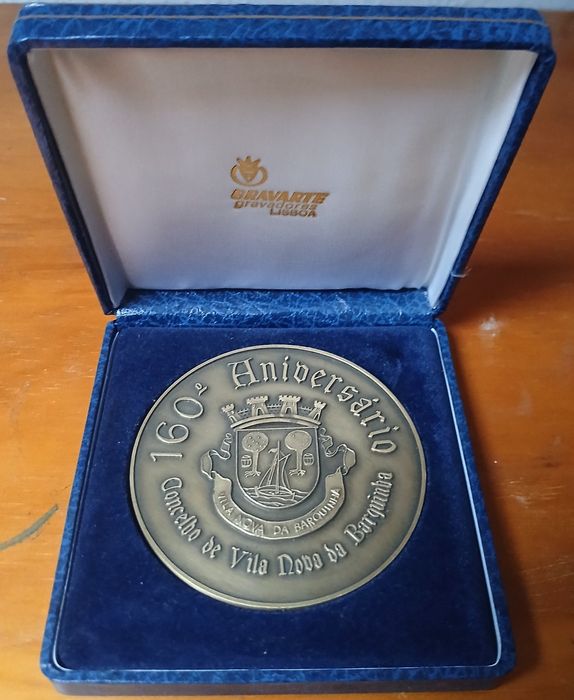 GRAVARTE
gravadores
LISBOA
160º Aniversário
VILA NOVA DA BARQUINHA
Concelho de Vila Nova da Barquinha